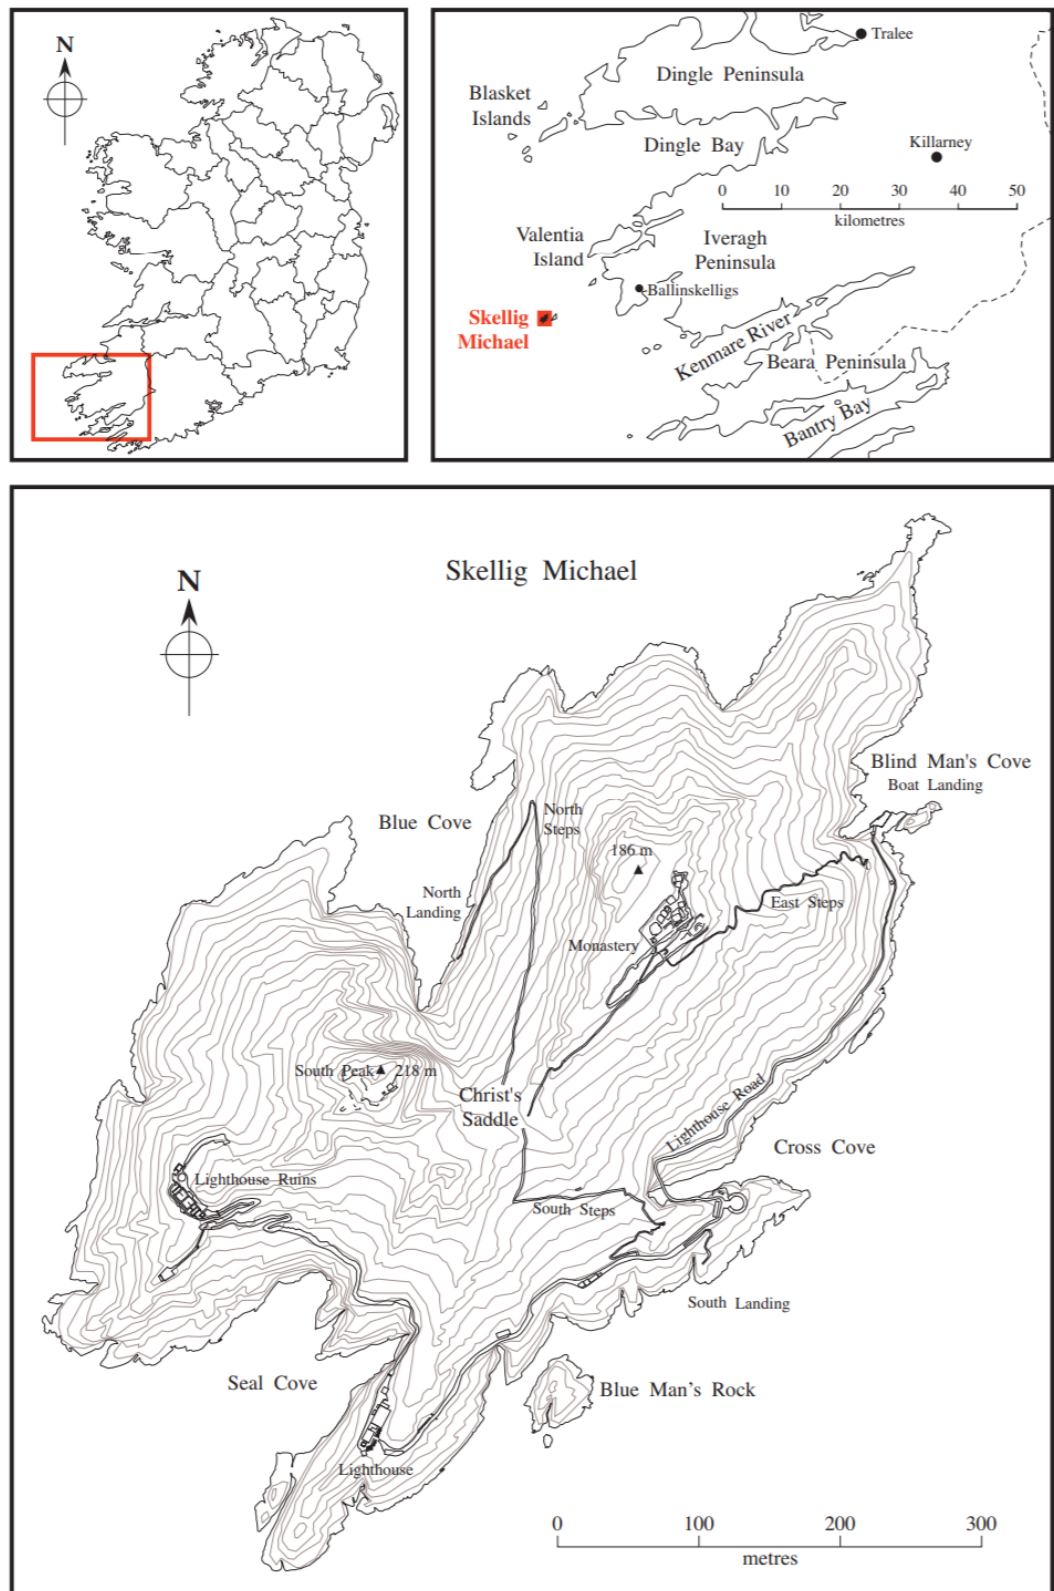 N
Tralee
Dingle Peninsula
Blasket
Islands
Dingle Bay
Killarney
0 10 20 30 40 50
kilometres
Valentia
Island
Iveragh
Peninsula
Ballinskelligs
Skellig
Michael
Kenmare River
Beara Peninsula
Bantry Bay
Skellig Michael
N
Blind Man's Cove
Boat Landing
Blue Cove
North
Steps
186 m
North
Landing
East Steps
Monastery
South Peak
218 m
Christ's
Saddle
Lighthouse Road
Cross Cove
Lighthouse Ruins
South Steps
South Landing
Seal Cove
Blue Man's Rock
Lighthouse
0 100 200 300
metres